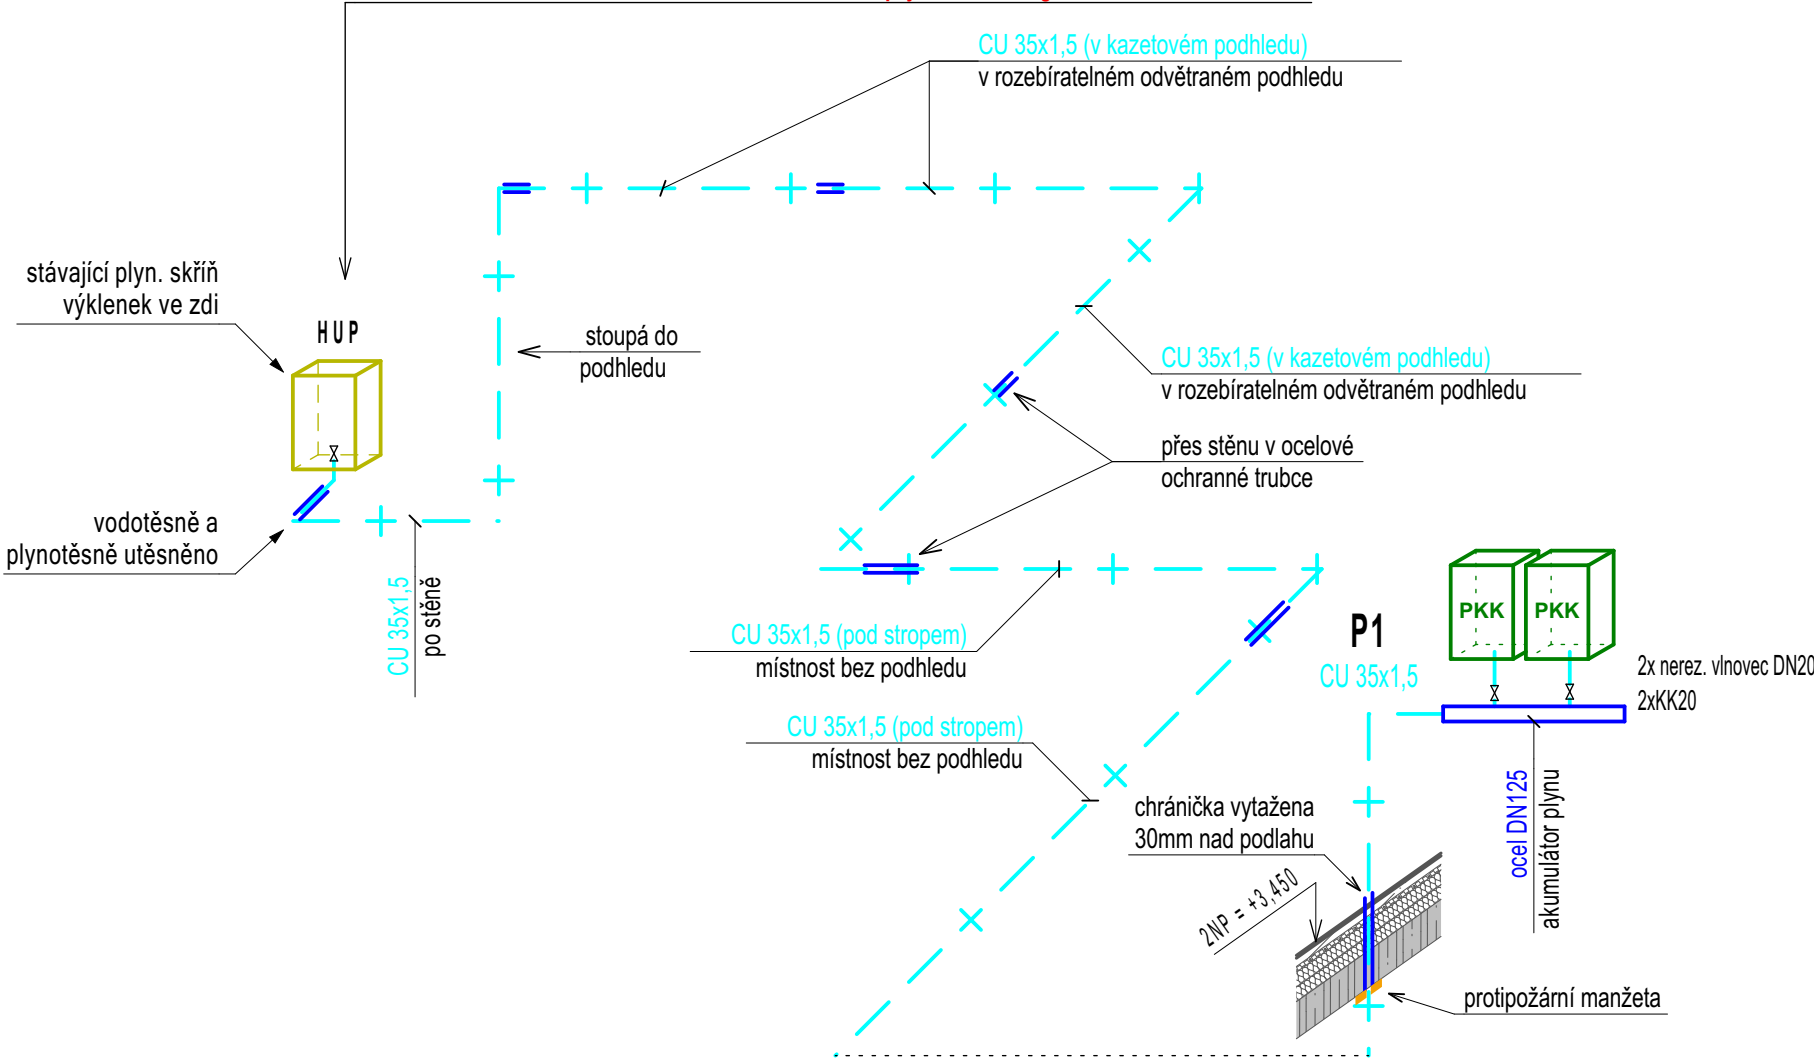 CU 35x1,5 (v kazetovém podhledu)
v rozebíratelném odvětraném podhledu
stávající plyn. skříň
výklenek ve zdi
HUP
stoupá do
podhledu
CU 35x1,5 (v kazetovém podhledu)
v rozebíratelném odvětraném podhledu
přes stěnu v ocelové
ochranné trubce
vodotěsně a
plynotěsně utěsněno
CU 35x1,5
po stěně
CU 35x1,5 (pod stropem)
místnost bez podhledu
P1
CU 35x1,5
PKK
PKK
2x nerez. vlnovec DN20
2xKK20
CU 35x1,5 (pod stropem)
místnost bez podhledu
chránička vytažena
30mm nad podlahu
2NP = +3,450
ocel DN125
akumulátor plynu
protipožární manžeta